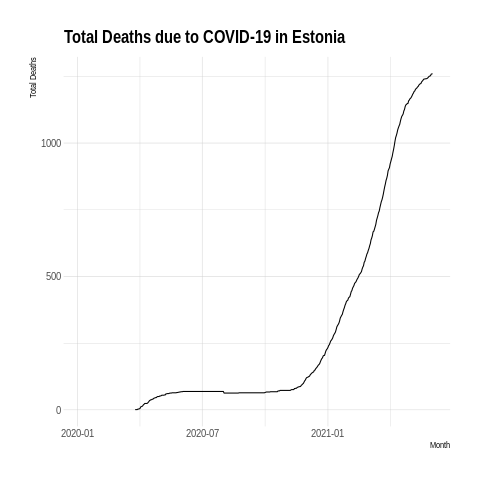 Total Deaths due to COVID-19 in Estonia
Total Deaths
1000
500
0
2020-01
2020-07
2021-01
Month